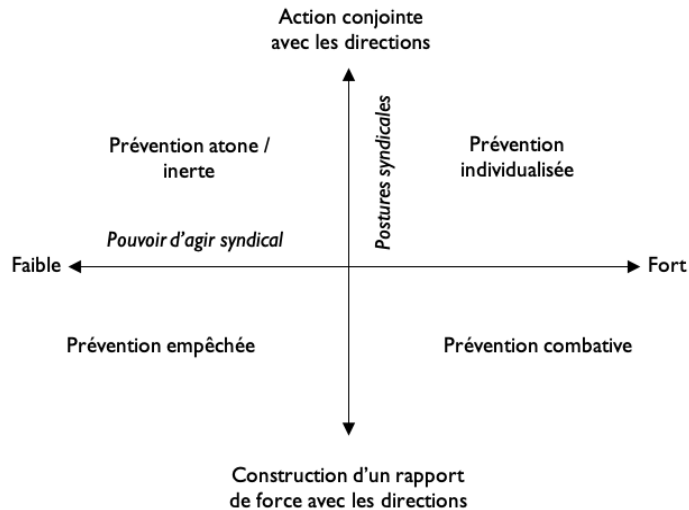 Action conjointe
avec les directions
Postures syndicales
Prévention atone /
inerte
Prévention
individualisée
Pouvoir d'agir syndical
Faible
Fort
Prévention empêchée
Prévention combative
Construction d'un rapport
de force avec les directions